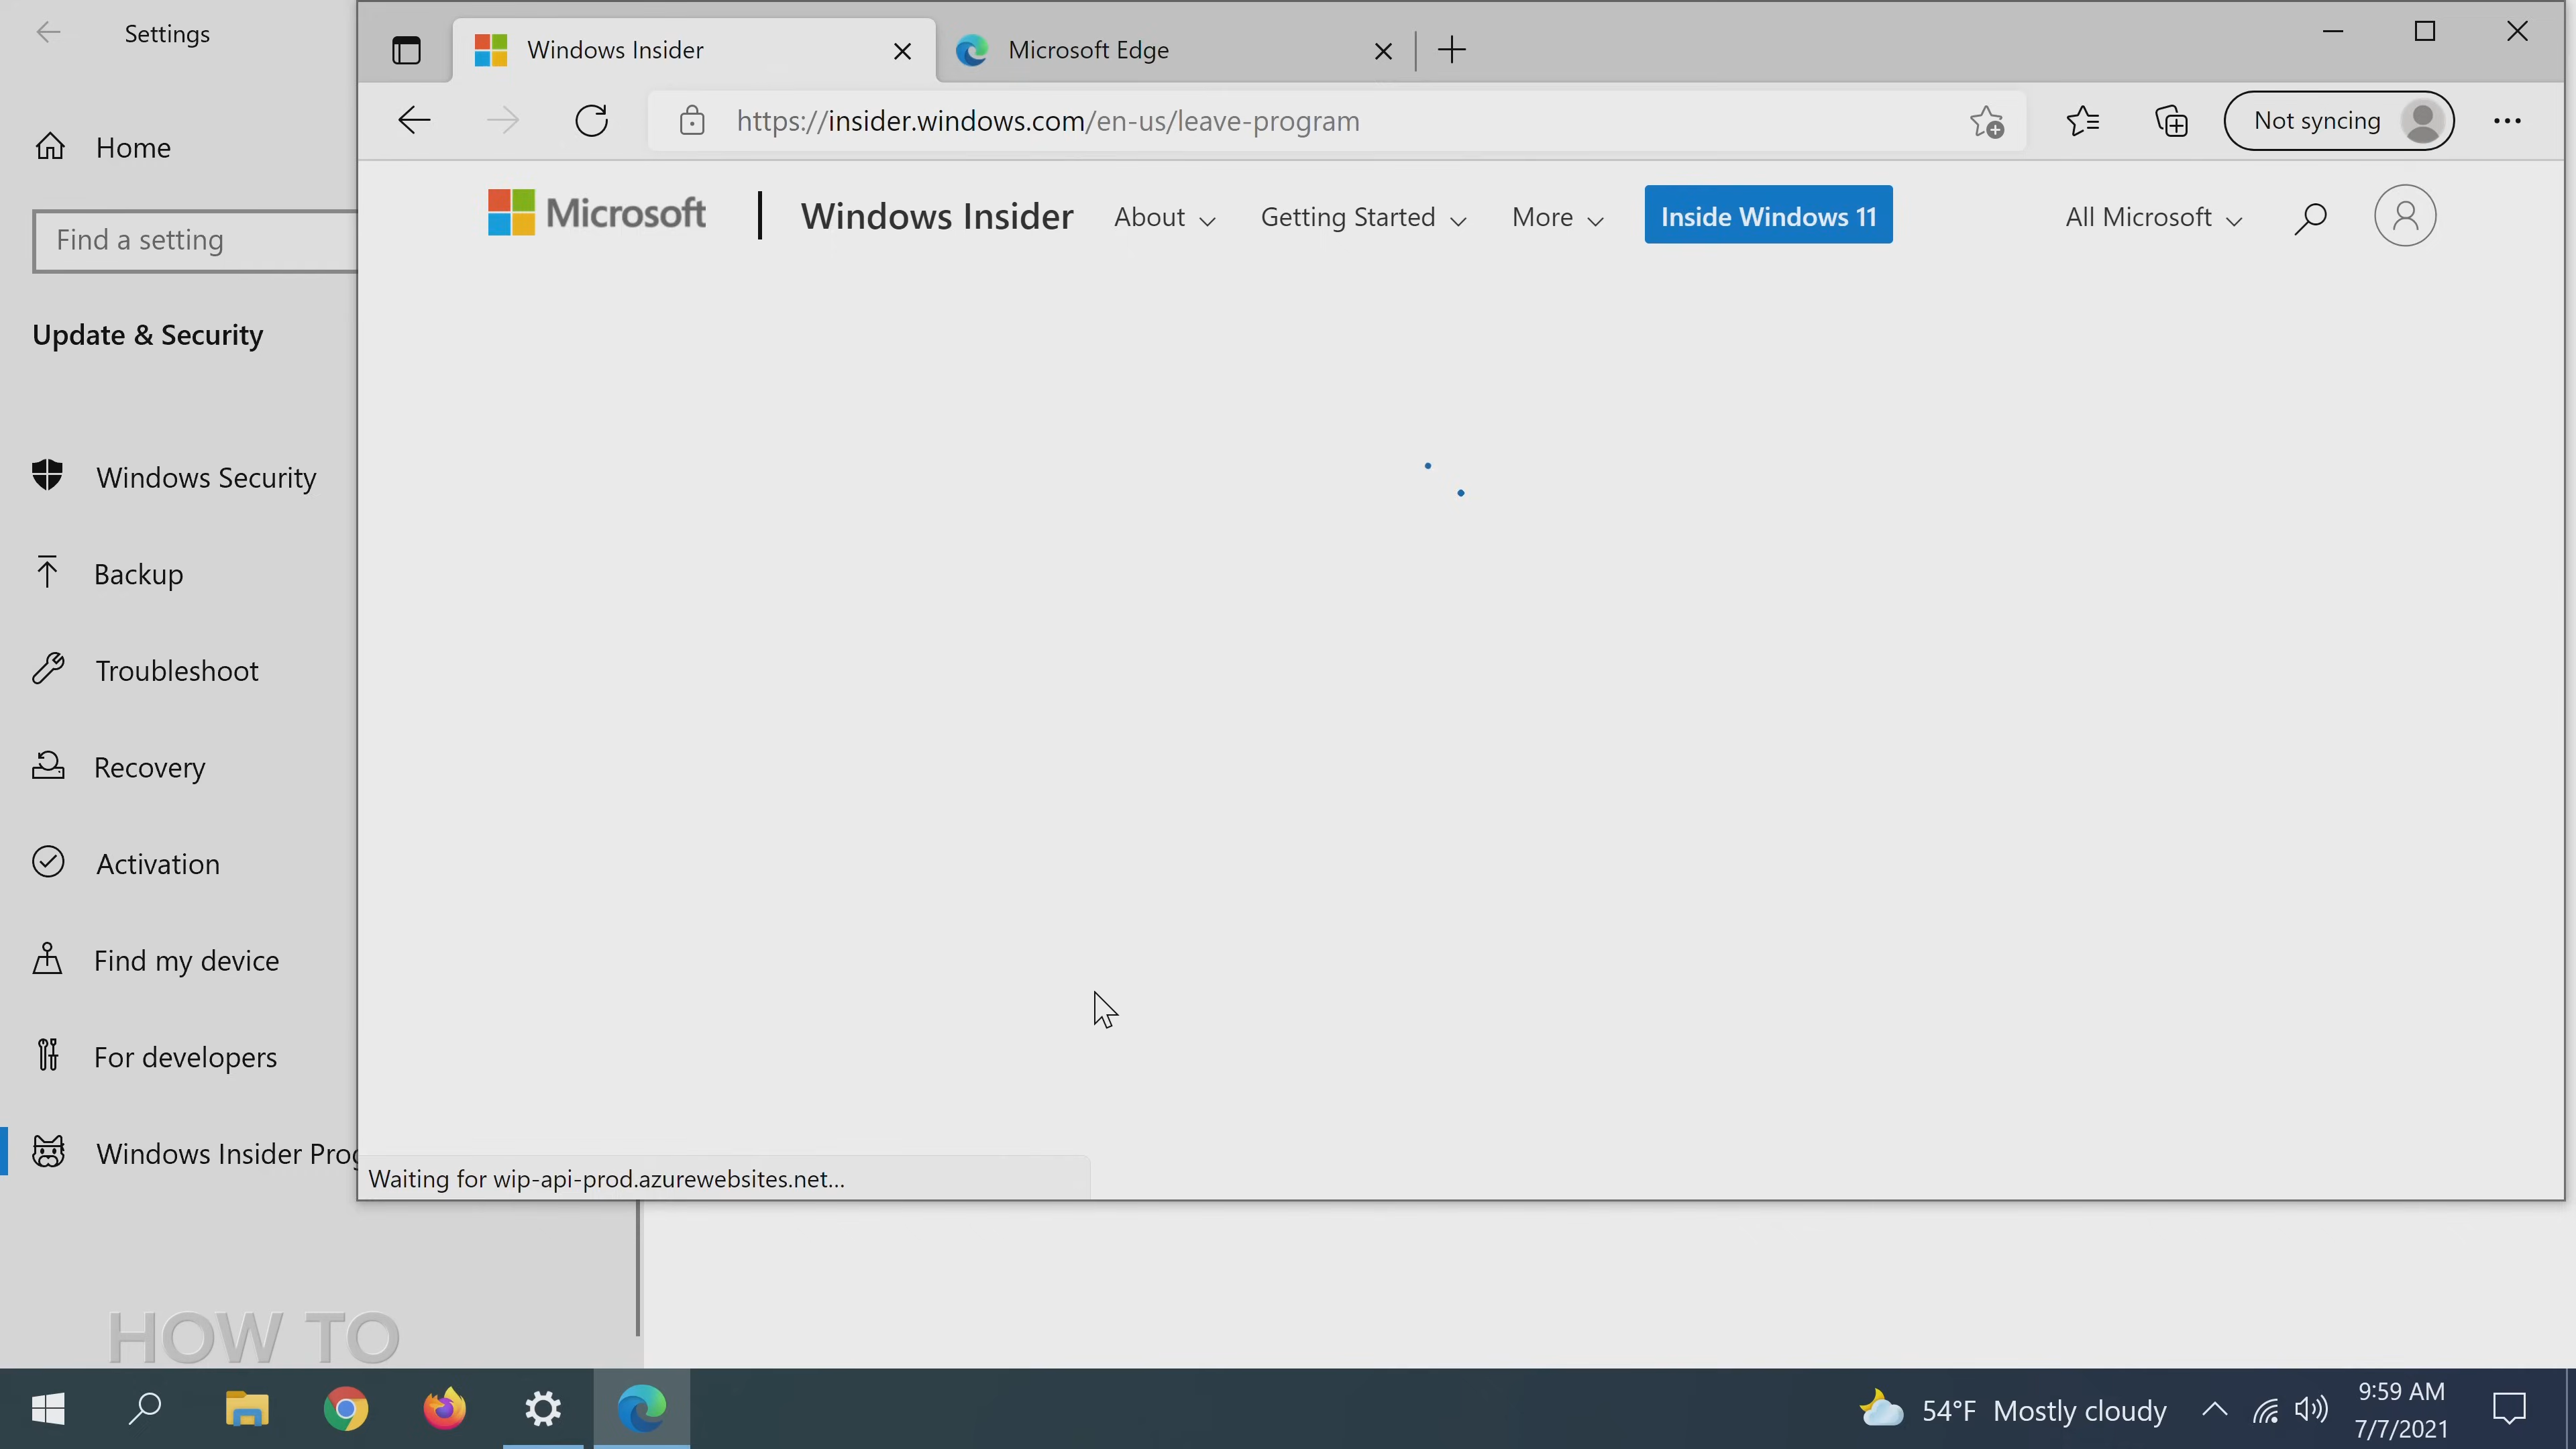 Settings
Home
Find a setting
Update & Security
Windows Security
Backup
Troubleshoot
Recovery
Activation
Find my device
For developers
Windows Insider Prog
Windows Insider
Microsoft Edge
https://insider.windows.com/en-us/leave-program
Not syncing
Microsoft
Windows Insider
About
Getting Started
More
Inside Windows 11
All Microsoft
Waiting for wip-api-prod.azurewebsites.net...
HOW TO
54°F Mostly cloudy
9:59 AM
7/7/2021